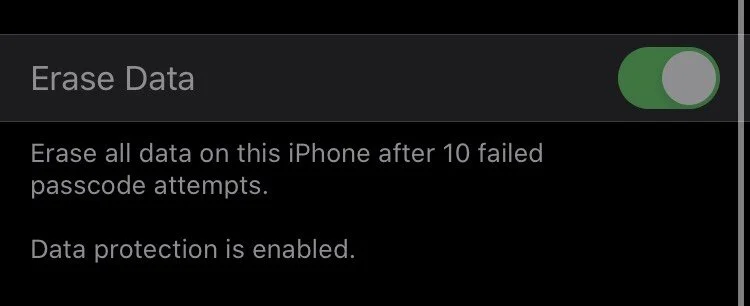 Erase Data
Erase all data on this iPhone after 10 failed
passcode attempts.
Data protection is enabled.